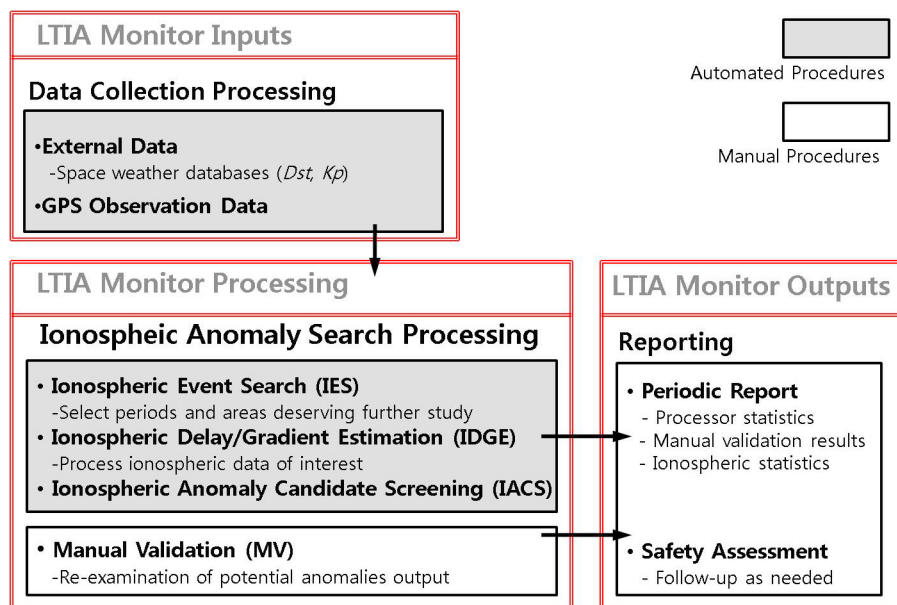 LTIA Monitor Inputs
Data Collection Processing
•External Data
-Space weather databases (Dst, Kp)
•GPS Observation Data
Automated Procedures
Manual Procedures
LTIA Monitor Processing
Ionospheic Anomaly Search Processing
• Ionospheric Event Search (IES)
-Select periods and areas deserving further study
• Ionospheric Delay/Gradient Estimation (IDGE)
-Process ionospheric data of interest
• Ionospheric Anomaly Candidate Screening (IACS)
• Manual Validation (MV)
-Re-examination of potential anomalies output
LTIA Monitor Outputs
Reporting
• Periodic Report
- Processor statistics
- Manual validation results
- Ionospheric statistics
• Safety Assessment
- Follow-up as needed